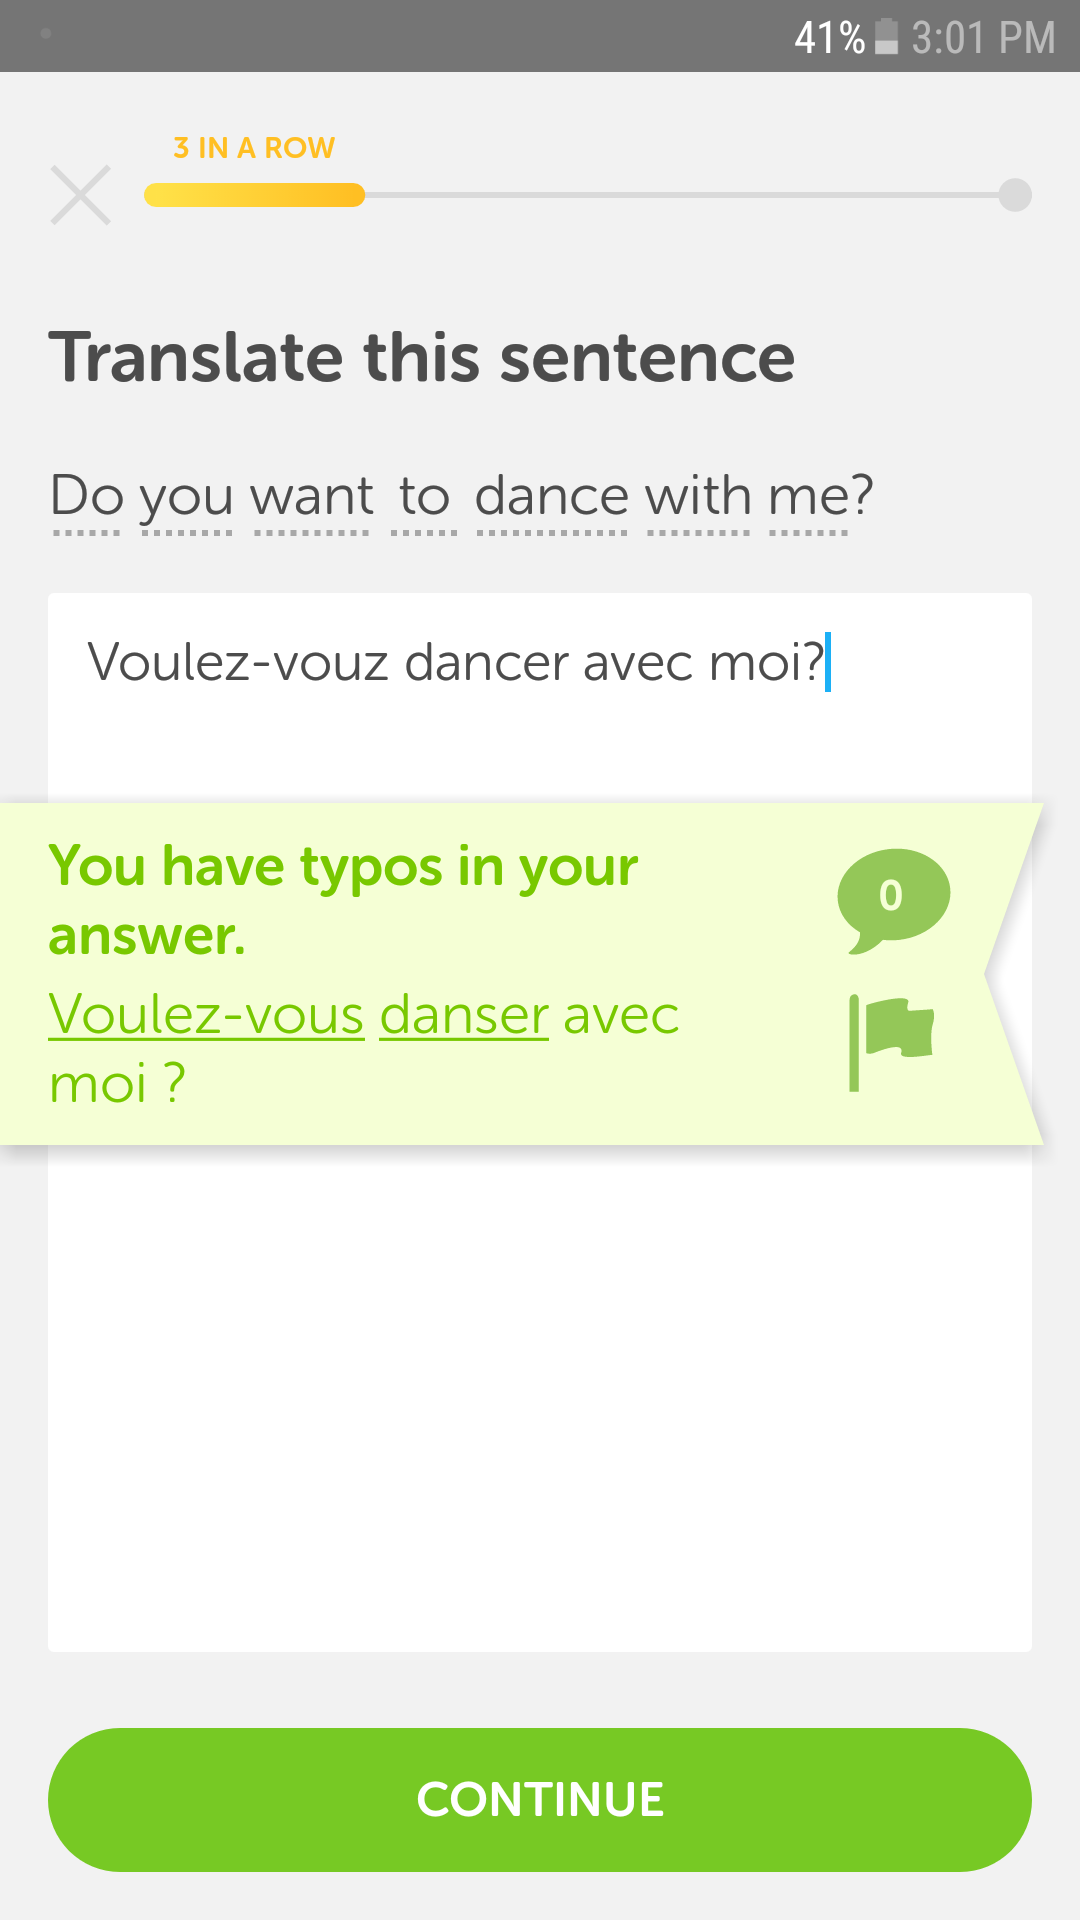 41% 3:01 PM
3 IN A ROW
Translate this sentence
Do you want to dance with me?
Voulez-vouz dancer avec moi?
You have typos in your
answer.
0
Voulez-vous danser avec
moi ?
CONTINUE